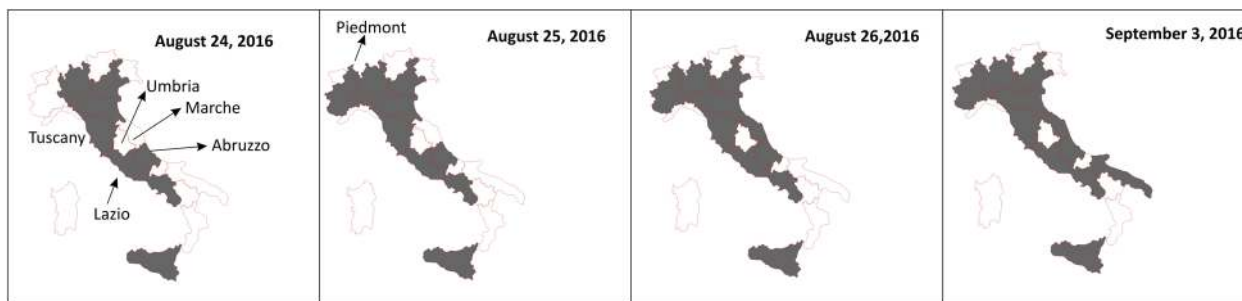 August 24, 2016
Umbria
Marche
Tuscany
Abruzzo
Lazio
Piedmont
August 25, 2016
August 26,2016
September 3, 2016